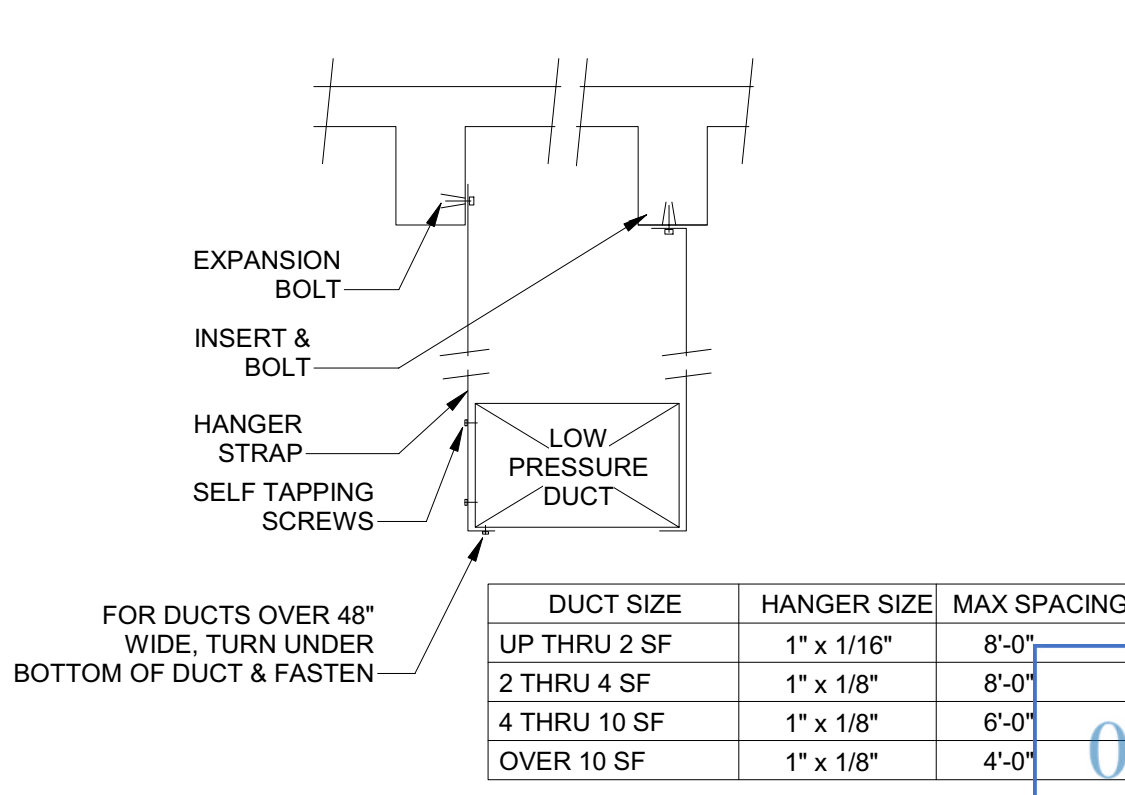 EXPANSION
BOLT
INSERT &
BOLT
HANGER
STRAP
SELF TAPPING
SCREWS
LOW
PRESSURE
DUCT
FOR DUCTS OVER 48"
WIDE, TURN UNDER
BOTTOM OF DUCT & FASTEN
DUCT SIZE HANGER SIZE MAX SPACING
UP THRU 2 SF 1" x 1/16" 8'-0"
2 THRU 4 SF 1" x 1/8" 8'-0"
4 THRU 10 SF 1" x 1/8" 6'-0"
OVER 10 SF 1" x 1/8" 4'-0"